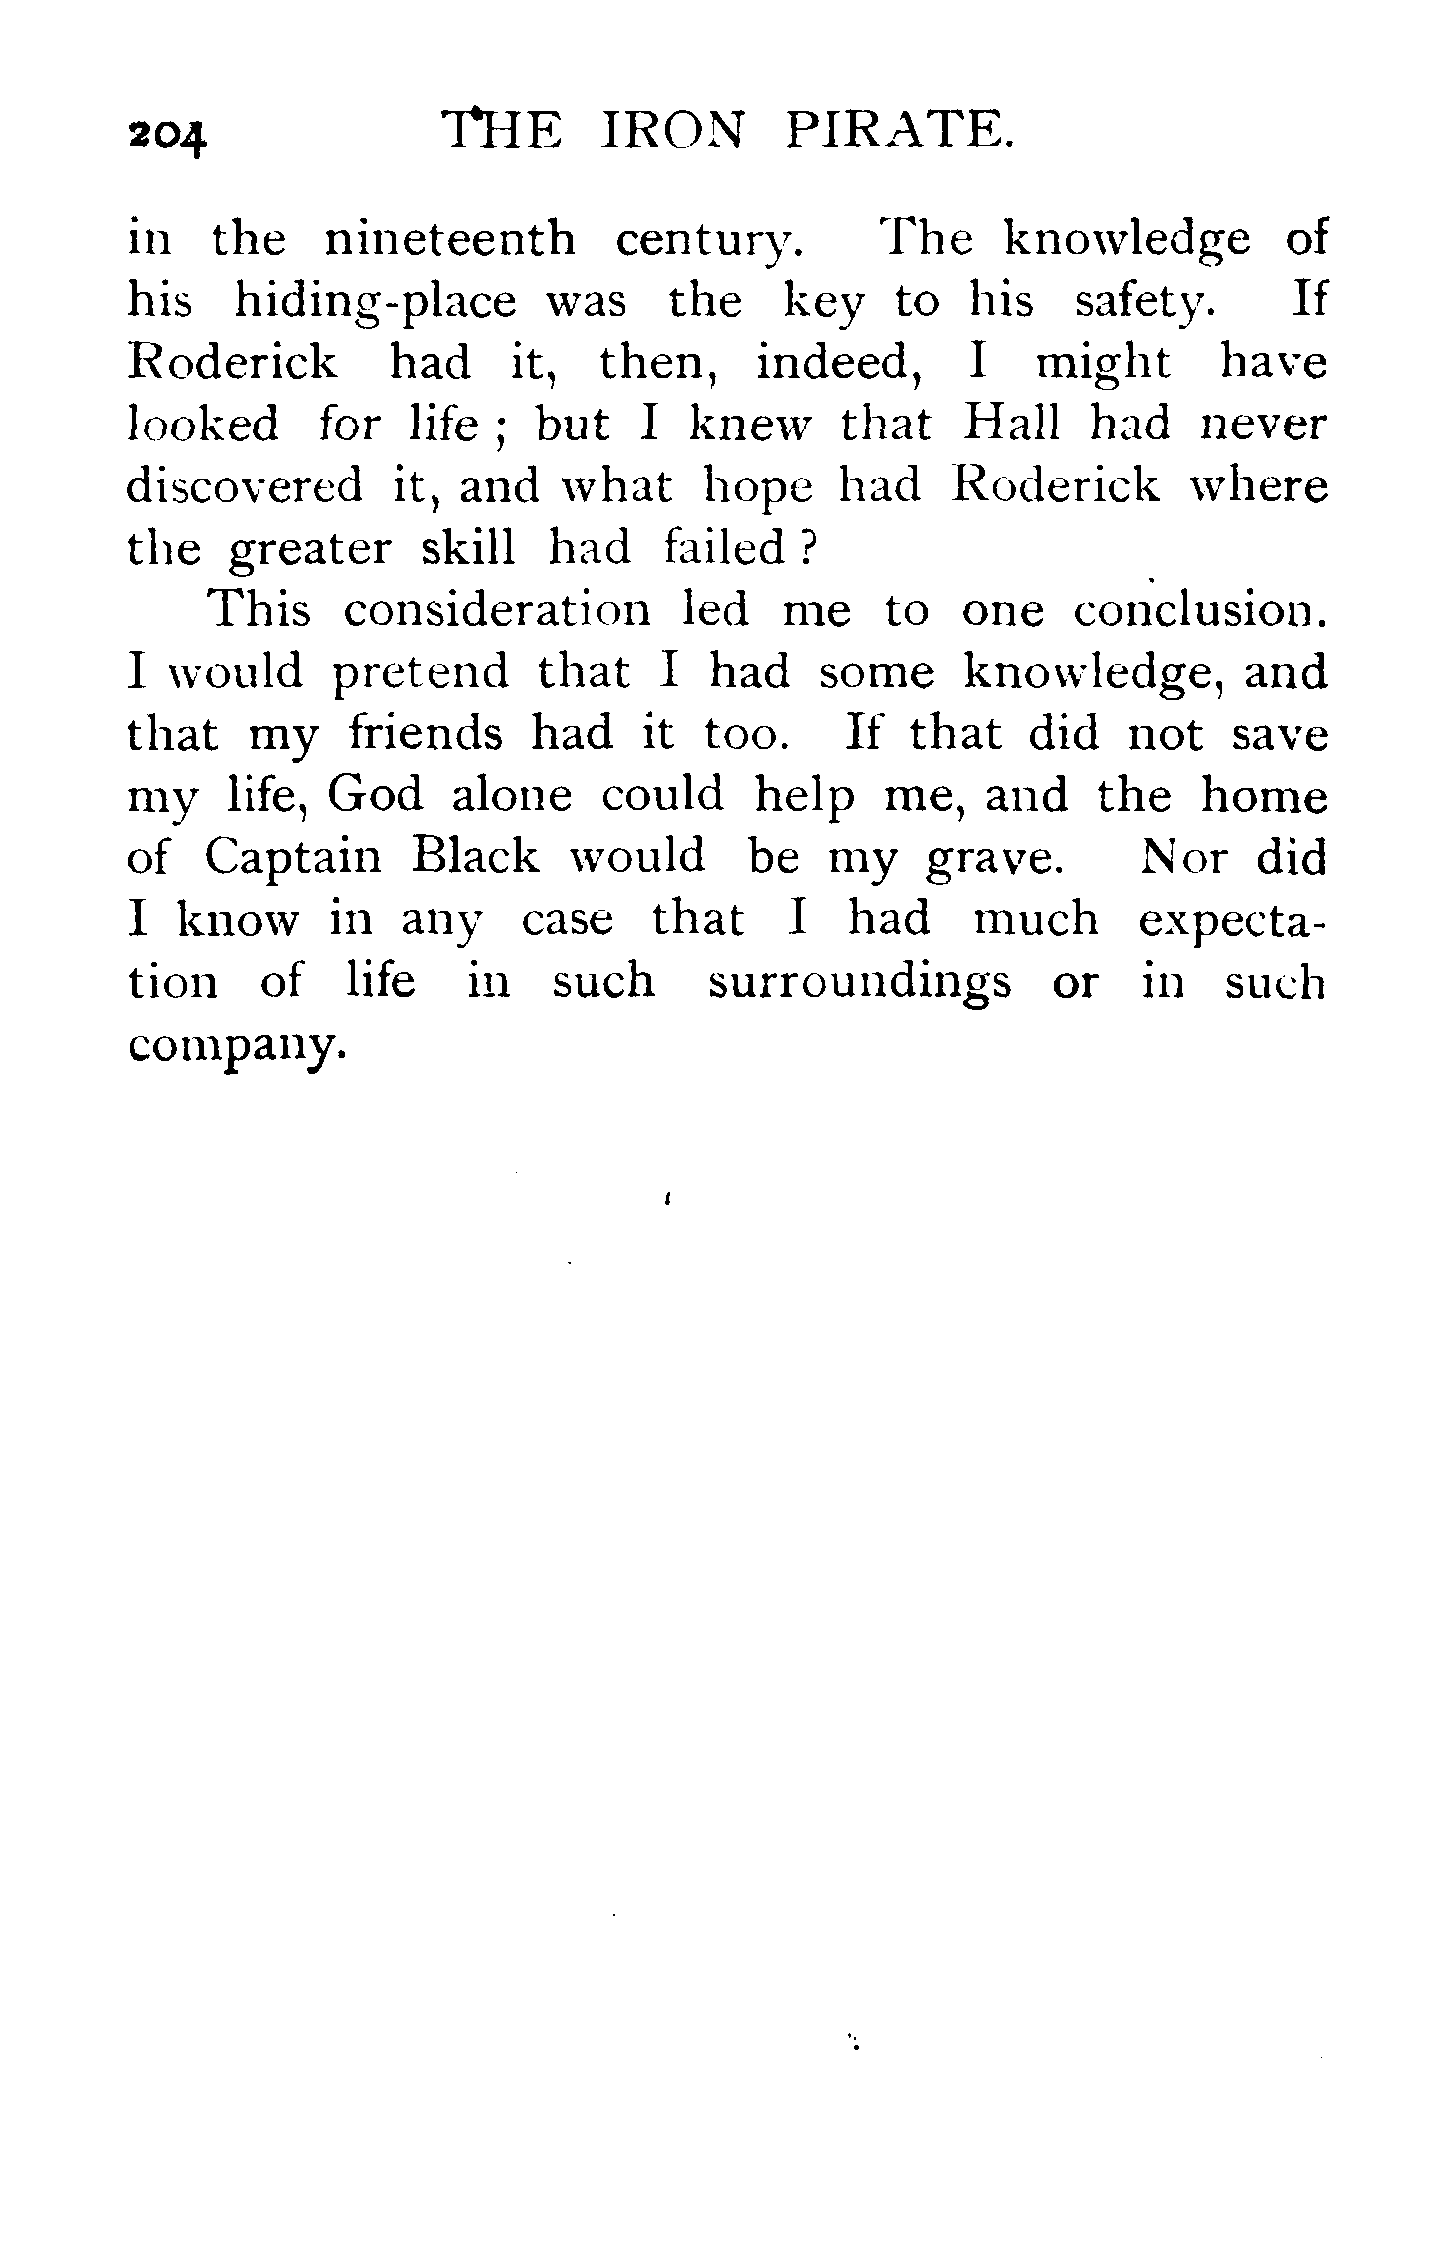 204 THE IRON PIRATE.
in the nineteenth century. The knowledge of
his hiding-place was the key to his safety. If
Roderick had it, then, indeed, I might have
looked for life ; but I knew that Hall had never
discovered it, and what hope had Roderick where
the greater skill had failed ?
This consideration led me to one conclusion.
I would pretend that I had some knowledge, and
that my friends had it too. If that did not save
my life, God alone could help me, and the home
of Captain Black would be my grave. Nor did
I know in any case that I had much expecta-
tion of life in such surroundings or in such
company.